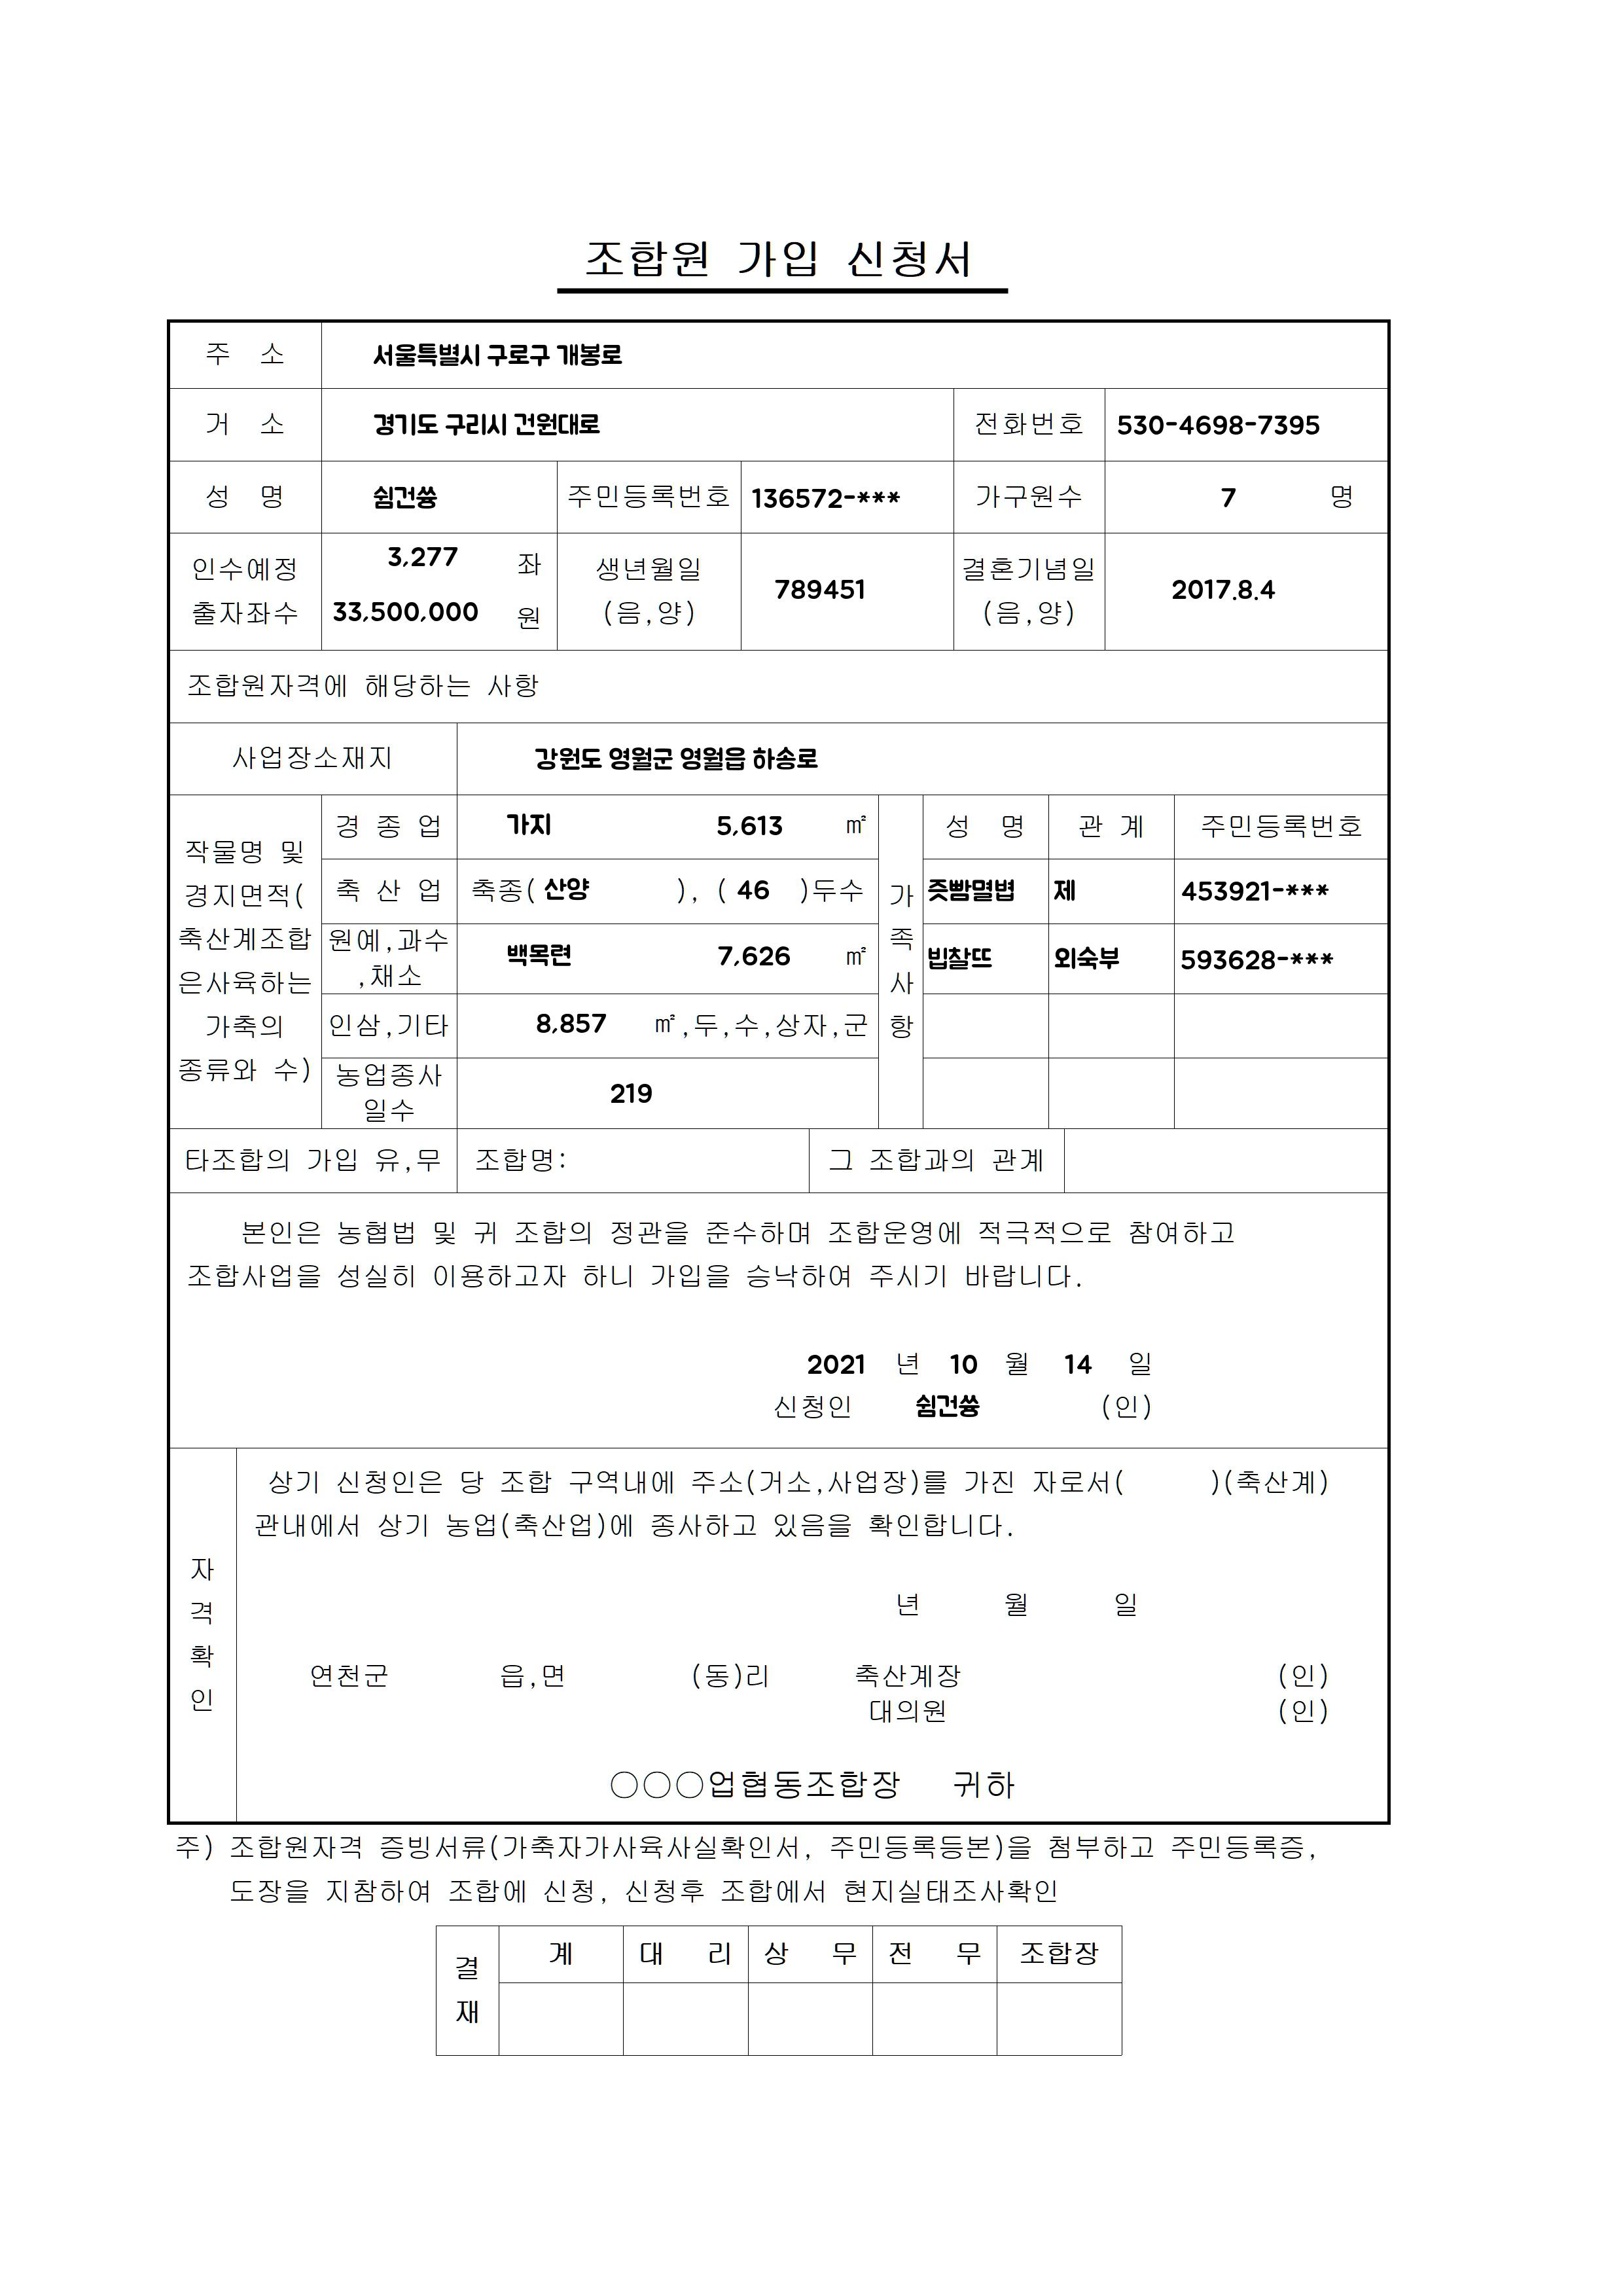 조합원 가입 신청서
주 소 서울특별시 구로구 개봉로
거 소 경기도 구리시 건원대로 전화번호 530-4698-7395
성 명 쉼건쓩 주민등록번호 136572-*** 가구원수 7 명
인수예정 출자좌수 3,277 좌 33,500,000 원 생년월일 (음,양) 789451 결혼기념일 (음,양) 2017.8.4
조합원자격에 해당하는 사항
사업장소재지 강원도 영월군 영월읍 하송로
작물명 및
경지면적(
축산계조합
은사육하는
가축의
종류와 수)
경 종 업 가지 5,613 ㎡
축 산 업 축종( 산양 ), ( 46 )두수
원예,과수
,채소 백목련 7,626 ㎡
인삼,기타 8,857 ㎡,두,수,상자,군
농업종사
일수 219
가족사항
성 명 관 계 주민등록번호
즛빰멸볍 제 453921-***
빕찰뜨 외숙부 593628-***
타조합의 가입 유,무 조합명: 그 조합과의 관계
본인은 농협법 및 귀 조합의 정관을 준수하며 조합운영에 적극적으로 참여하고
조합사업을 성실히 이용하고자 하니 가입을 승낙하여 주시기 바랍니다.
2021 년 10 월 14 일
신청인 쉼건쓩 (인)
자격확인
상기 신청인은 당 조합 구역내에 주소(거소,사업장)를 가진 자로서( )(축산계)
관내에서 상기 농업(축산업)에 종사하고 있음을 확인합니다.
년 월 일
연천군 읍,면 (동)리 축산계장 (인)
대의원 (인)
○○○업협동조합장 귀하
주) 조합원자격 증빙서류(가축자가사육사실확인서, 주민등록등본)을 첨부하고 주민등록증,
도장을 지참하여 조합에 신청, 신청후 조합에서 현지실태조사확인
결재 계 대 리 상 무 전 무 조합장